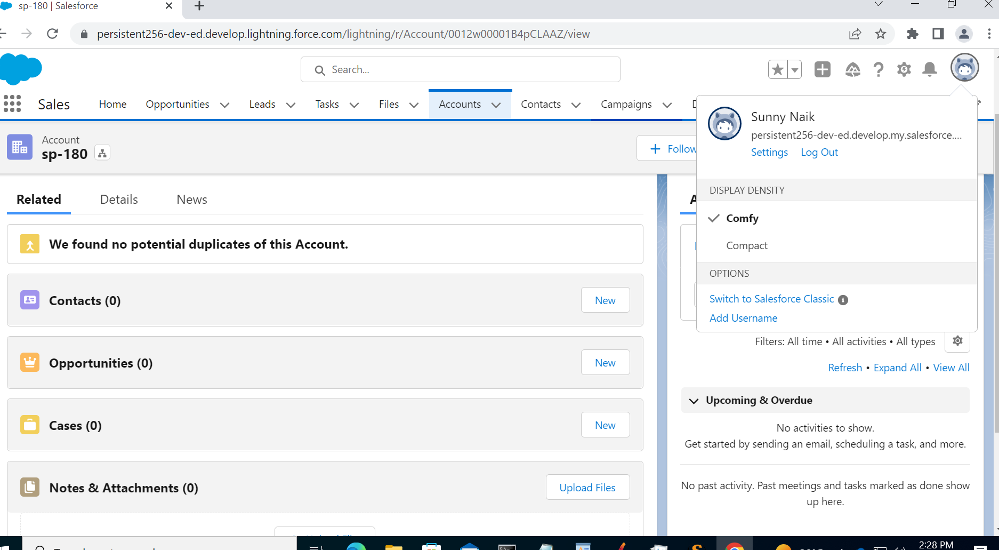 sp-180 | Salesforce
persistent256-dev-ed.develop.lightning.force.com/lightning/r/Account/0012w00001B4pCLAAZ/view
Search...
Sales
Home
Opportunities
Leads
Tasks
Files
Accounts
Contacts
Campaigns
Account
sp-180
Follow
Sunny Naik
persistent256-dev-ed.develop.my.salesforce....
Settings Log Out
DISPLAY DENSITY
Comfy
Compact
OPTIONS
Switch to Salesforce Classic
Add Username
Related
Details
News
We found no potential duplicates of this Account.
Contacts (0)
New
Opportunities (0)
New
Cases (0)
New
Notes & Attachments (0)
Upload Files
Filters: All time • All activities • All types
Refresh • Expand All • View All
Upcoming & Overdue
No activities to show.
Get started by sending an email, scheduling a task, and more.
No past activity. Past meetings and tasks marked as done show
up here.
2:28 PM